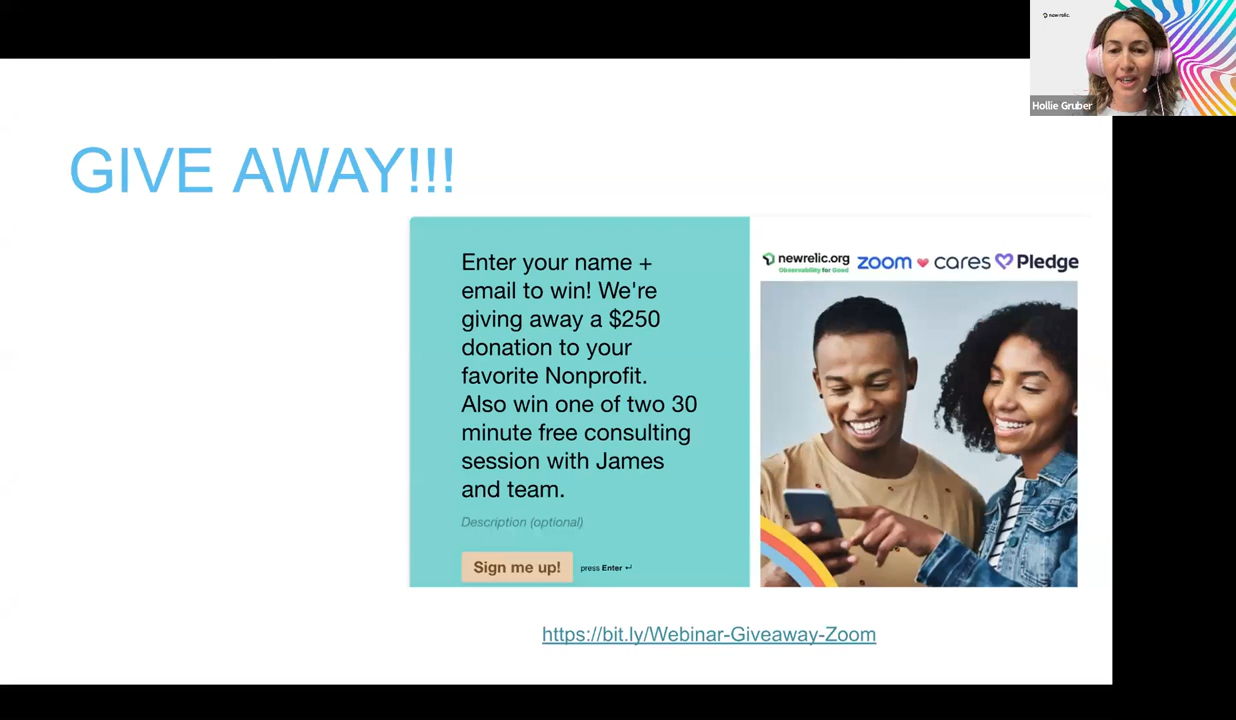 new relic.
Hollie Gruber
GIVE AWAY!!!
Enter your name +
email to win! We're
giving away a $250
donation to your
favorite Nonprofit.
Also win one of two 30
minute free consulting
session with James
and team.
Description (optional)
Sign me up! press Enter ↵
newrelic.org
Observability for Good
zoom cares Pledge
https://bit.ly/Webinar-Giveaway-Zoom